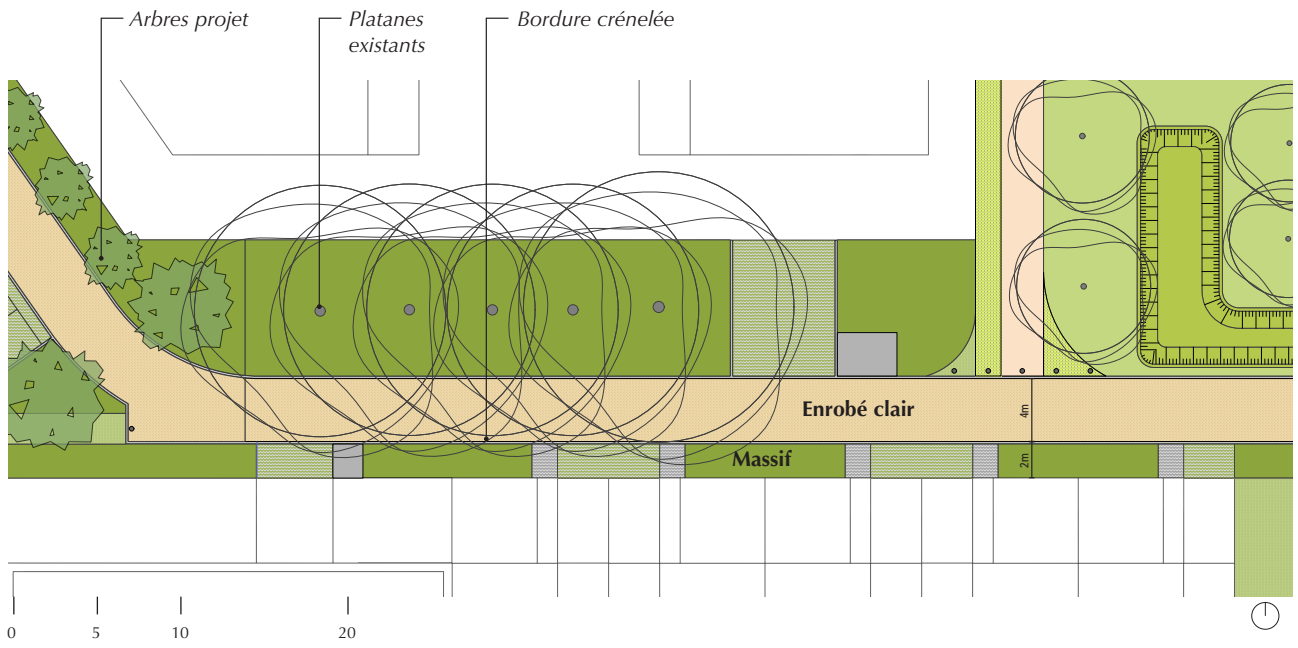 Arbres projet
Platanes
existants
Bordure crénelée
Enrobé clair
4m
Massif
2m
0
5
10
20